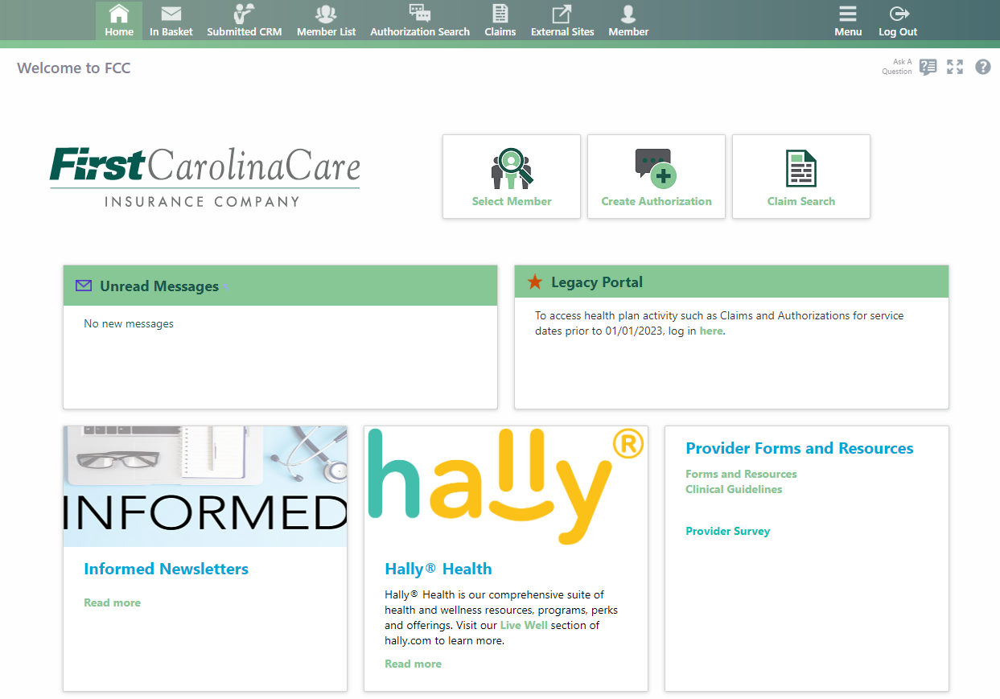 Home In Basket Submitted CRM Member List Authorization Search Claims External Sites Member Menu Log Out
Welcome to FCC
Ask A
Question
FirstCarolinaCare
INSURANCE COMPANY
Select Member
Create Authorization
Claim Search
Unread Messages
No new messages
Legacy Portal
To access health plan activity such as Claims and Authorizations for service
dates prior to 01/01/2023, log in here.
INFORMED
Informed Newsletters
Read more
hally®
Hally® Health
Hally® Health is our comprehensive suite of
health and wellness resources, programs, perks
and offerings. Visit our Live Well section of
hally.com to learn more.
Read more
Provider Forms and Resources
Forms and Resources
Clinical Guidelines
Provider Survey